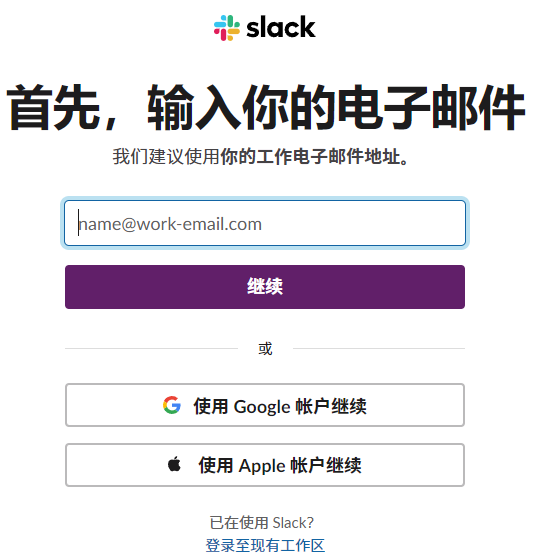 slack
首先，输入你的电子邮件
我们建议使用你的工作电子邮件地址。
name@work-email.com
继续
或
使用 Google 帐户继续
使用 Apple 帐户继续
已在使用 Slack？
登录至现有工作区